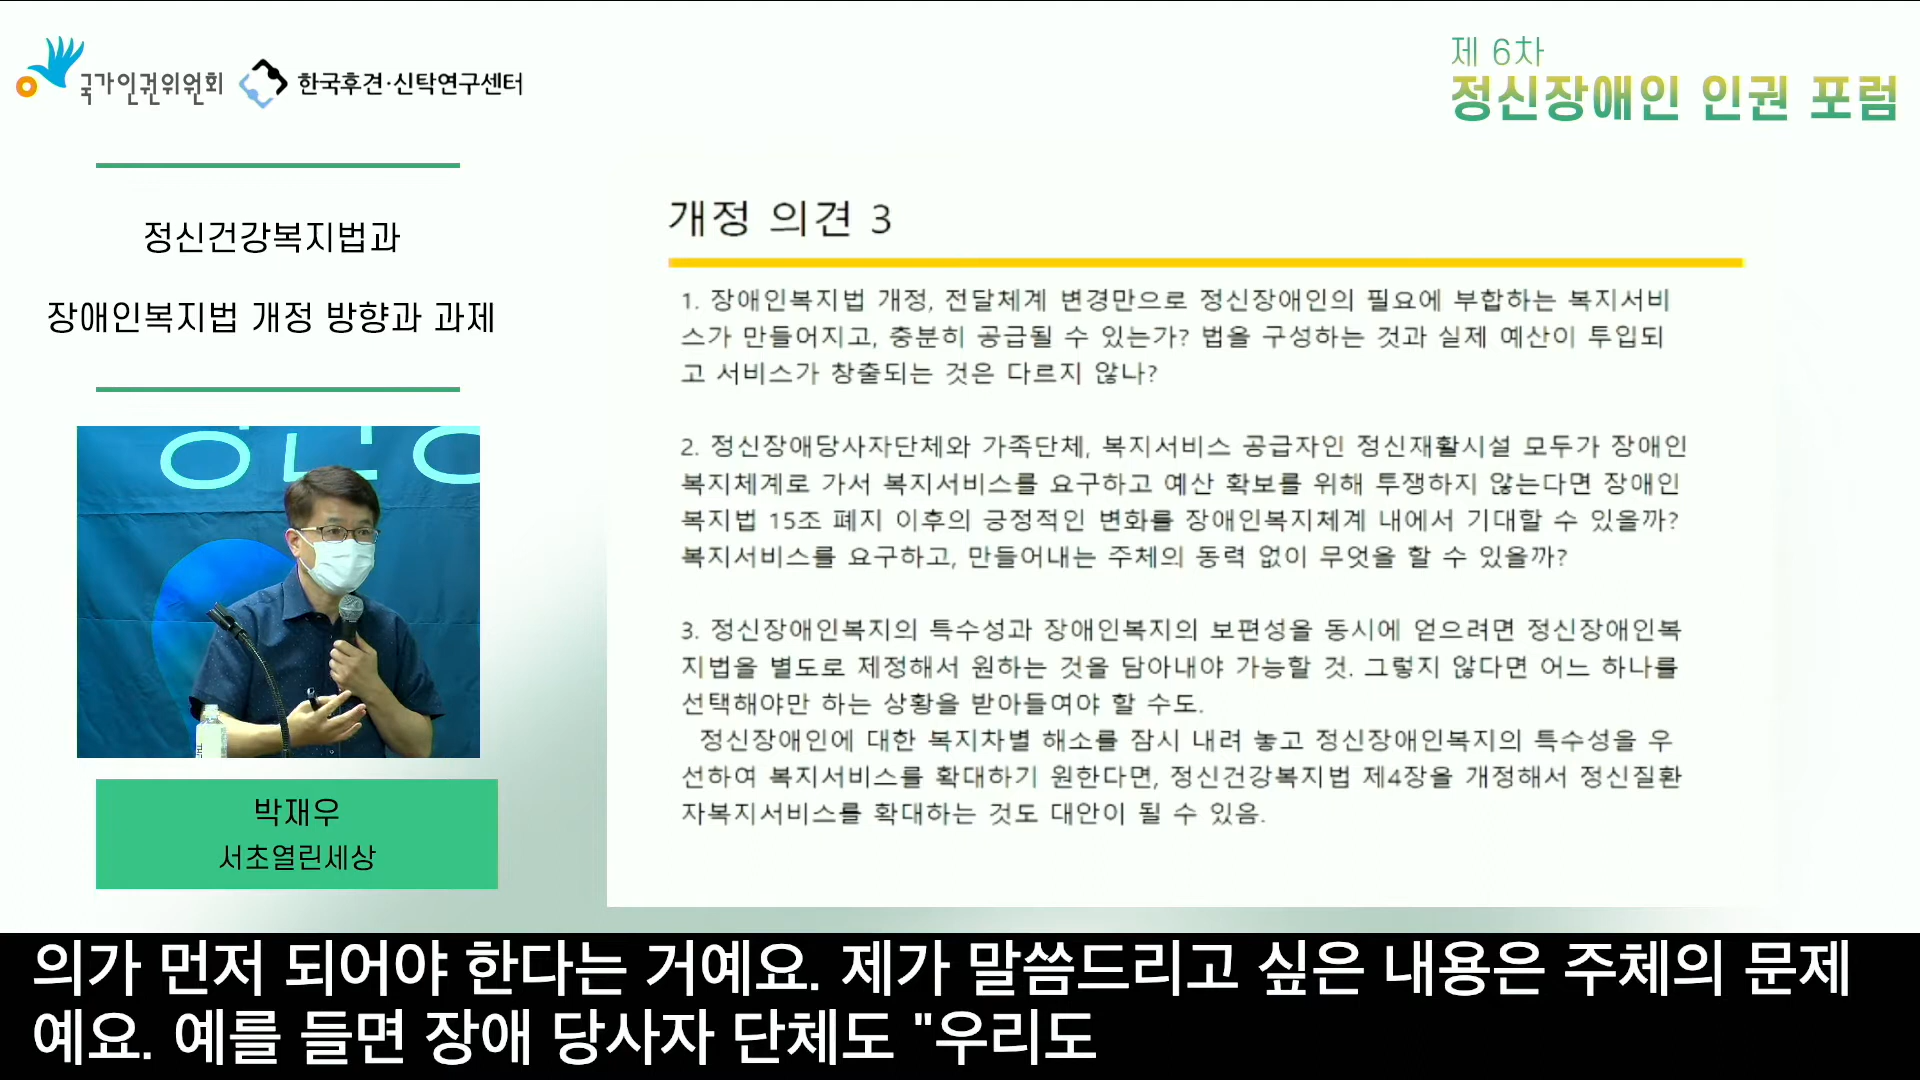 국가인권위원회
한국후견·신탁연구센터
제 6차
정신장애인 인권 포럼
정신건강복지법과
장애인복지법 개정 방향과 과제
개정 의견 3
1. 장애인복지법 개정, 전달체계 변경만으로 정신장애인의 필요에 부합하는 복지서비
스가 만들어지고, 충분히 공급될 수 있는가? 법을 구성하는 것과 실제 예산이 투입되
고 서비스가 창출되는 것은 다르지 않나?
2. 정신장애당사자단체와 가족단체, 복지서비스 공급자인 정신재활시설 모두가 장애인
복지체계로 가서 복지서비스를 요구하고 예산 확보를 위해 투쟁하지 않는다면 장애인
복지법 15조 폐지 이후의 긍정적인 변화를 장애인복지체계 내에서 기대할 수 있을까?
복지서비스를 요구하고, 만들어내는 주체의 동력 없이 무엇을 할 수 있을까?
3. 정신장애인복지의 특수성과 장애인복지의 보편성을 동시에 얻으려면 정신장애인복
지법을 별도로 제정해서 원하는 것을 담아내야 가능할 것. 그렇지 않다면 어느 하나를
선택해야만 하는 상황을 받아들여야 할 수도.
정신장애인에 대한 복지차별 해소를 잠시 내려 놓고 정신장애인복지의 특수성을 우
선하여 복지서비스를 확대하기 원한다면, 정신건강복지법 제4장을 개정해서 정신질환
자복지서비스를 확대하는 것도 대안이 될 수 있음.
박재우
서초열린세상
의가 먼저 되어야 한다는 거예요. 제가 말씀드리고 싶은 내용은 주체의 문제
예요. 예를 들면 장애 당사자 단체도 "우리도